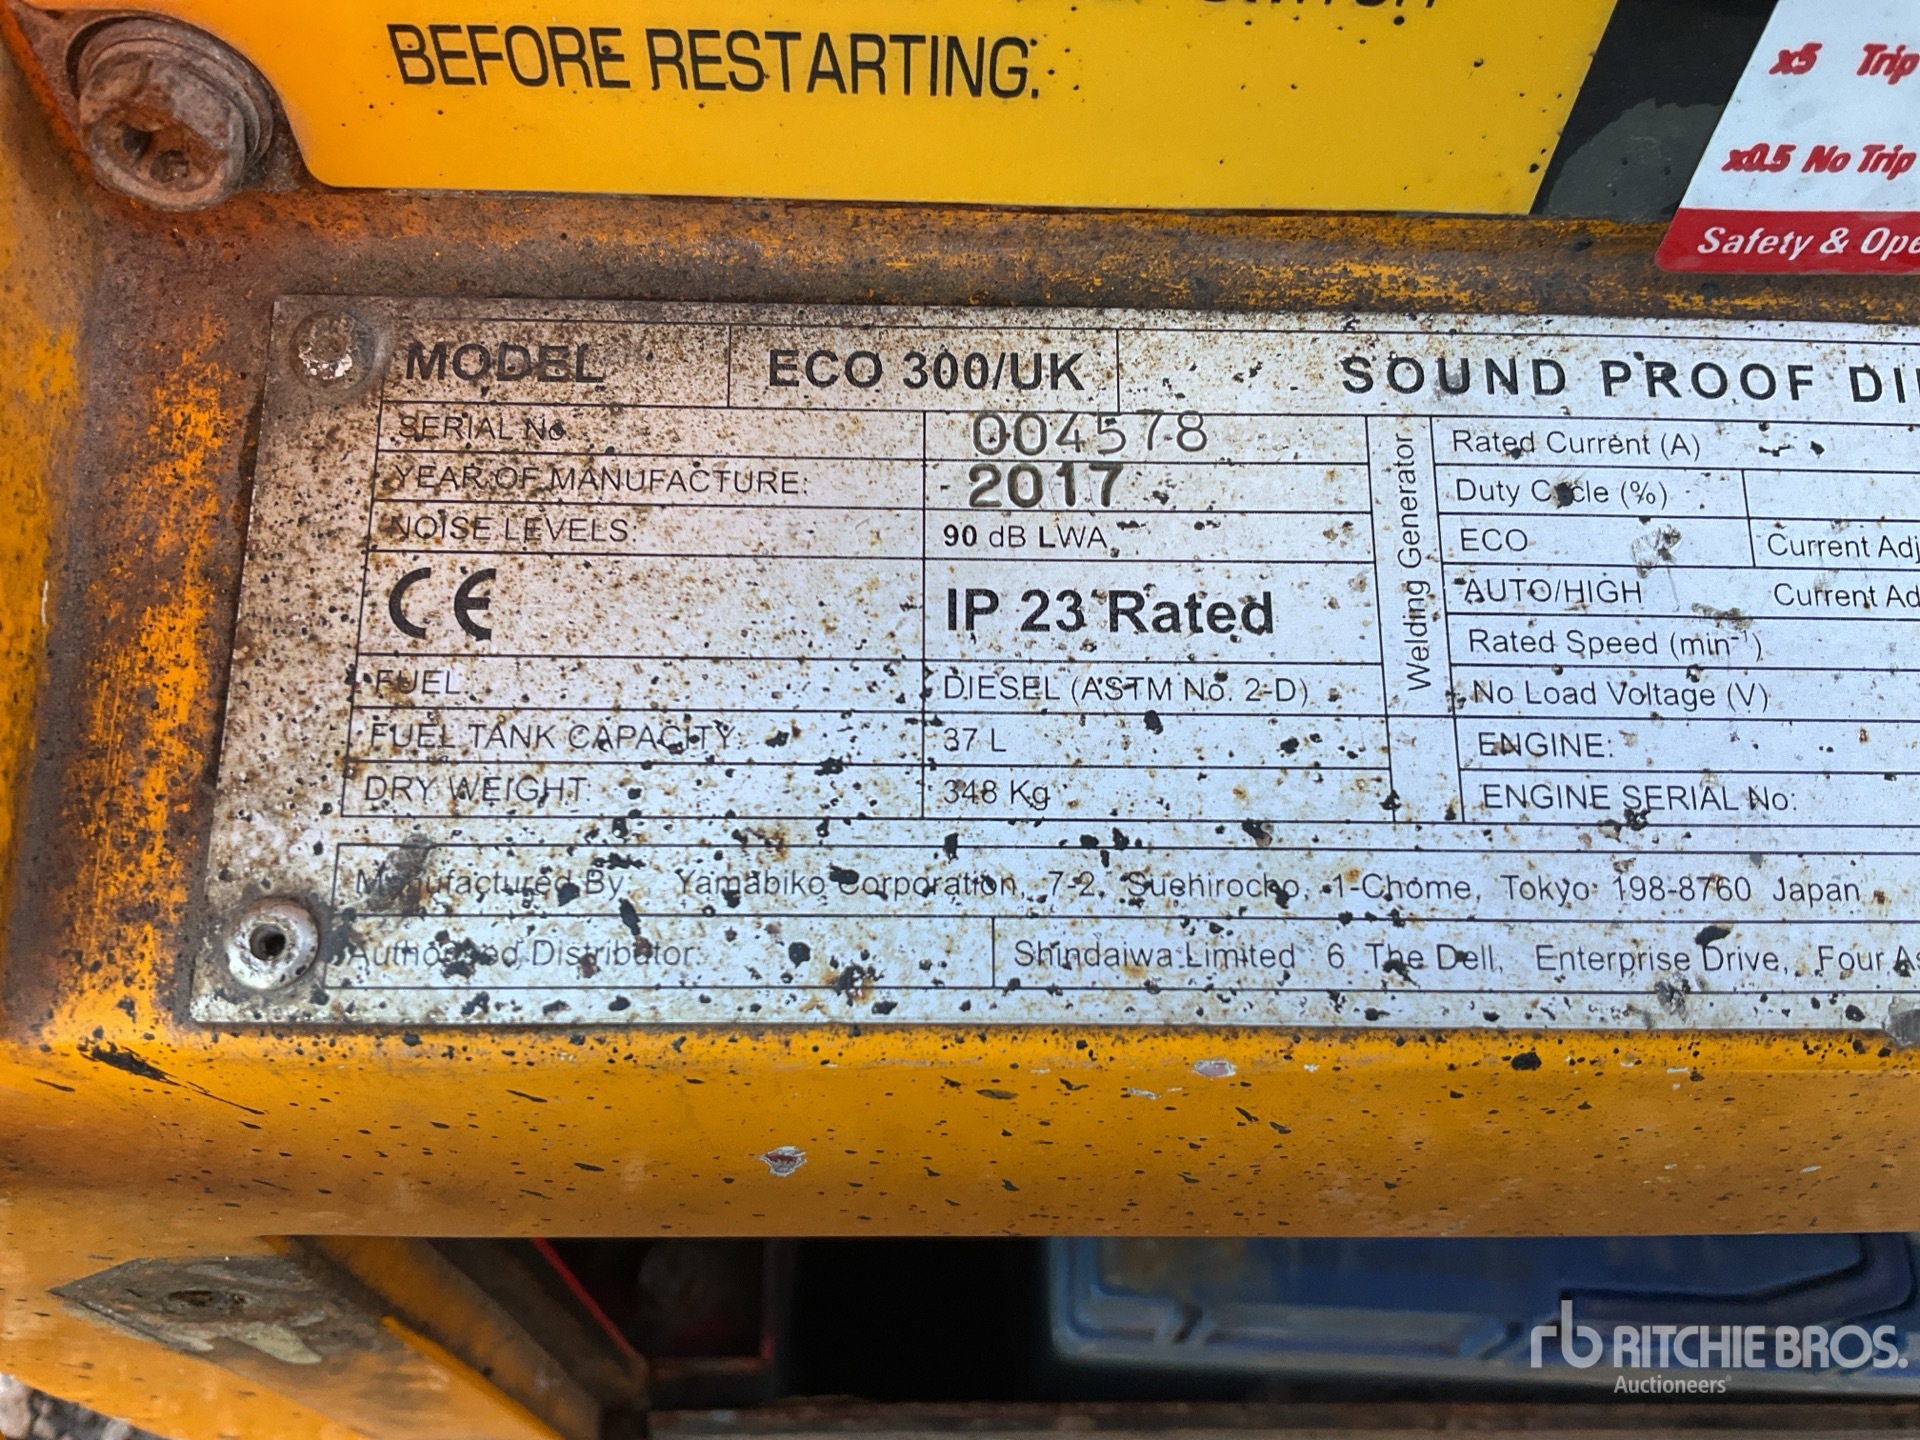 BEFORE RESTARTING.
x5 Trip
x0.5 No Trip
Safety & Ope
MODEL ECO 300/UK SOUND PROOF DI
SERIAL No 004578
YEAR OF MANUFACTURE: 2017
NOISE LEVELS: 90 dB LWA
CE IP 23 Rated
FUEL: DIESEL (ASTM No. 2-D)
FUEL TANK CAPACITY: 37 L
DRY WEIGHT: 348 Kg
Welding Generator
Rated Current (A)
Duty Cycle (%)
ECO Current Adj
AUTO/HIGH Current Ad
Rated Speed (min⁻¹)
No Load Voltage (V)
ENGINE:
ENGINE SERIAL No:
Manufactured By: Yamabiko Corporation, 7-2, Suehirocho, 1-Chome, Tokyo 198-8760 Japan
Authorised Distributor: Shindaiwa Limited 6 The Dell, Enterprise Drive, Four As
rb RITCHIE BROS.
Auctioneers